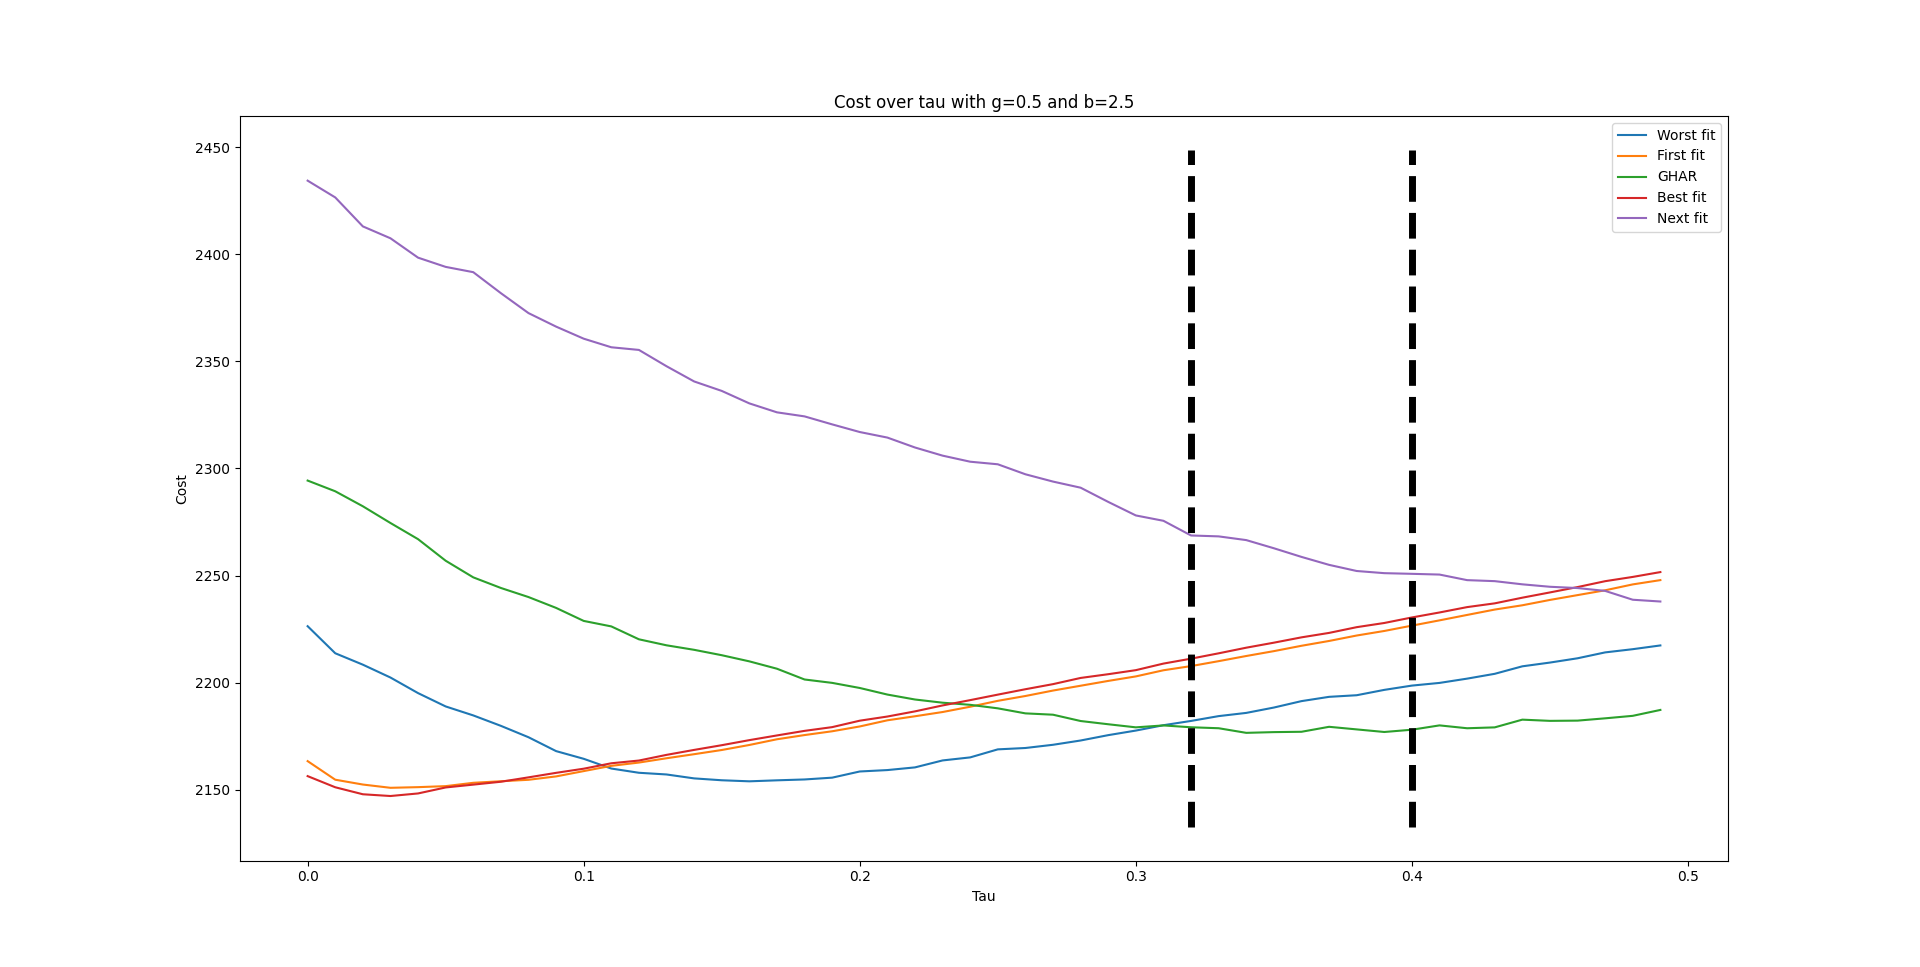 Cost over tau with g=0.5 and b=2.5
2450
2400
2350
2300
2250
2200
2150
Cost
0.0 0.1 0.2 0.3 0.4 0.5
Tau
Worst fit
First fit
GHAR
Best fit
Next fit